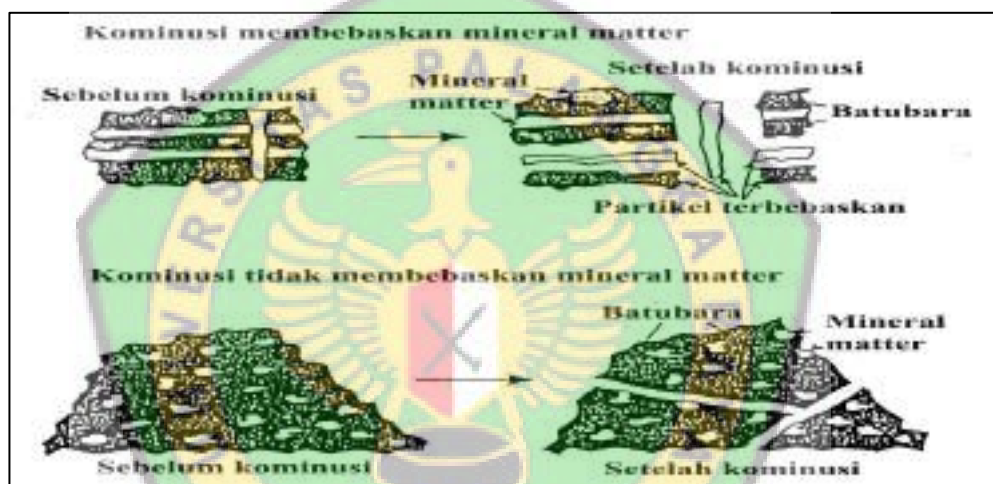 Kominusi membebaskan mineral matter
Setelah kominusi
Mineral matter
Sebelum kominusi
Batubara
Partikel terbebaskan
Kominusi tidak membebaskan mineral matter
Batubara
Mineral matter
Sebelum kominusi
Setelah kominusi